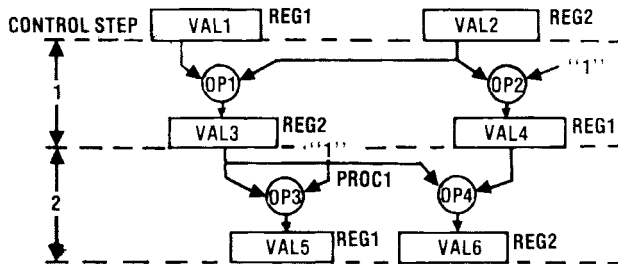 REG1 REG2
CONTROL STEP VAL1 VAL2
OP1 OP2 "1"
1
VAL3 REG2 VAL4 REG1
"1"
PROC1
OP3 OP4
2
VAL5 REG1 VAL6 REG2